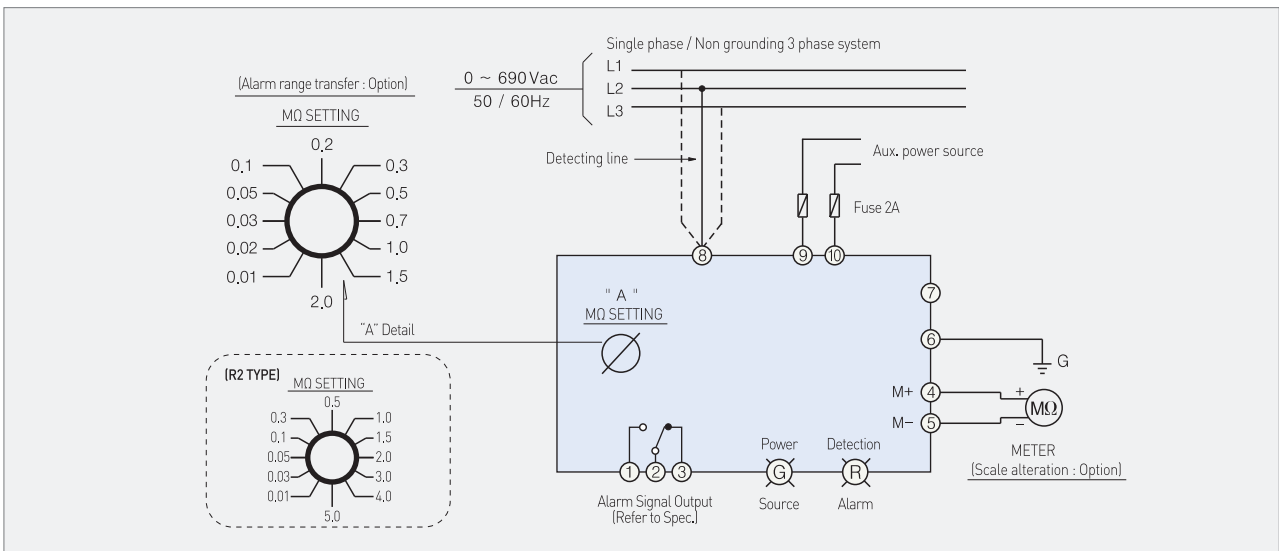 Single phase / Non grounding 3 phase system
0 ~ 690Vac
50 / 60Hz
L1
L2
L3
Detecting line
Aux. power source
Fuse 2A
(Alarm range transfer : Option)
MΩ SETTING
0.2
0.1
0.3
0.05
0.5
0.03
0.7
0.02
1.0
0.01
1.5
2.0
"A" Detail
8
9
10
" A "
MΩ SETTING
7
6
G
M+
4
+
MΩ
M-
5
−
METER
(Scale alteration : Option)
(R2 TYPE)
MΩ SETTING
0.5
0.3
1.0
0.1
1.5
0.05
2.0
0.03
3.0
0.01
4.0
5.0
1
2
3
Alarm Signal Output
(Refer to Spec.)
Power
G
Source
Detection
R
Alarm